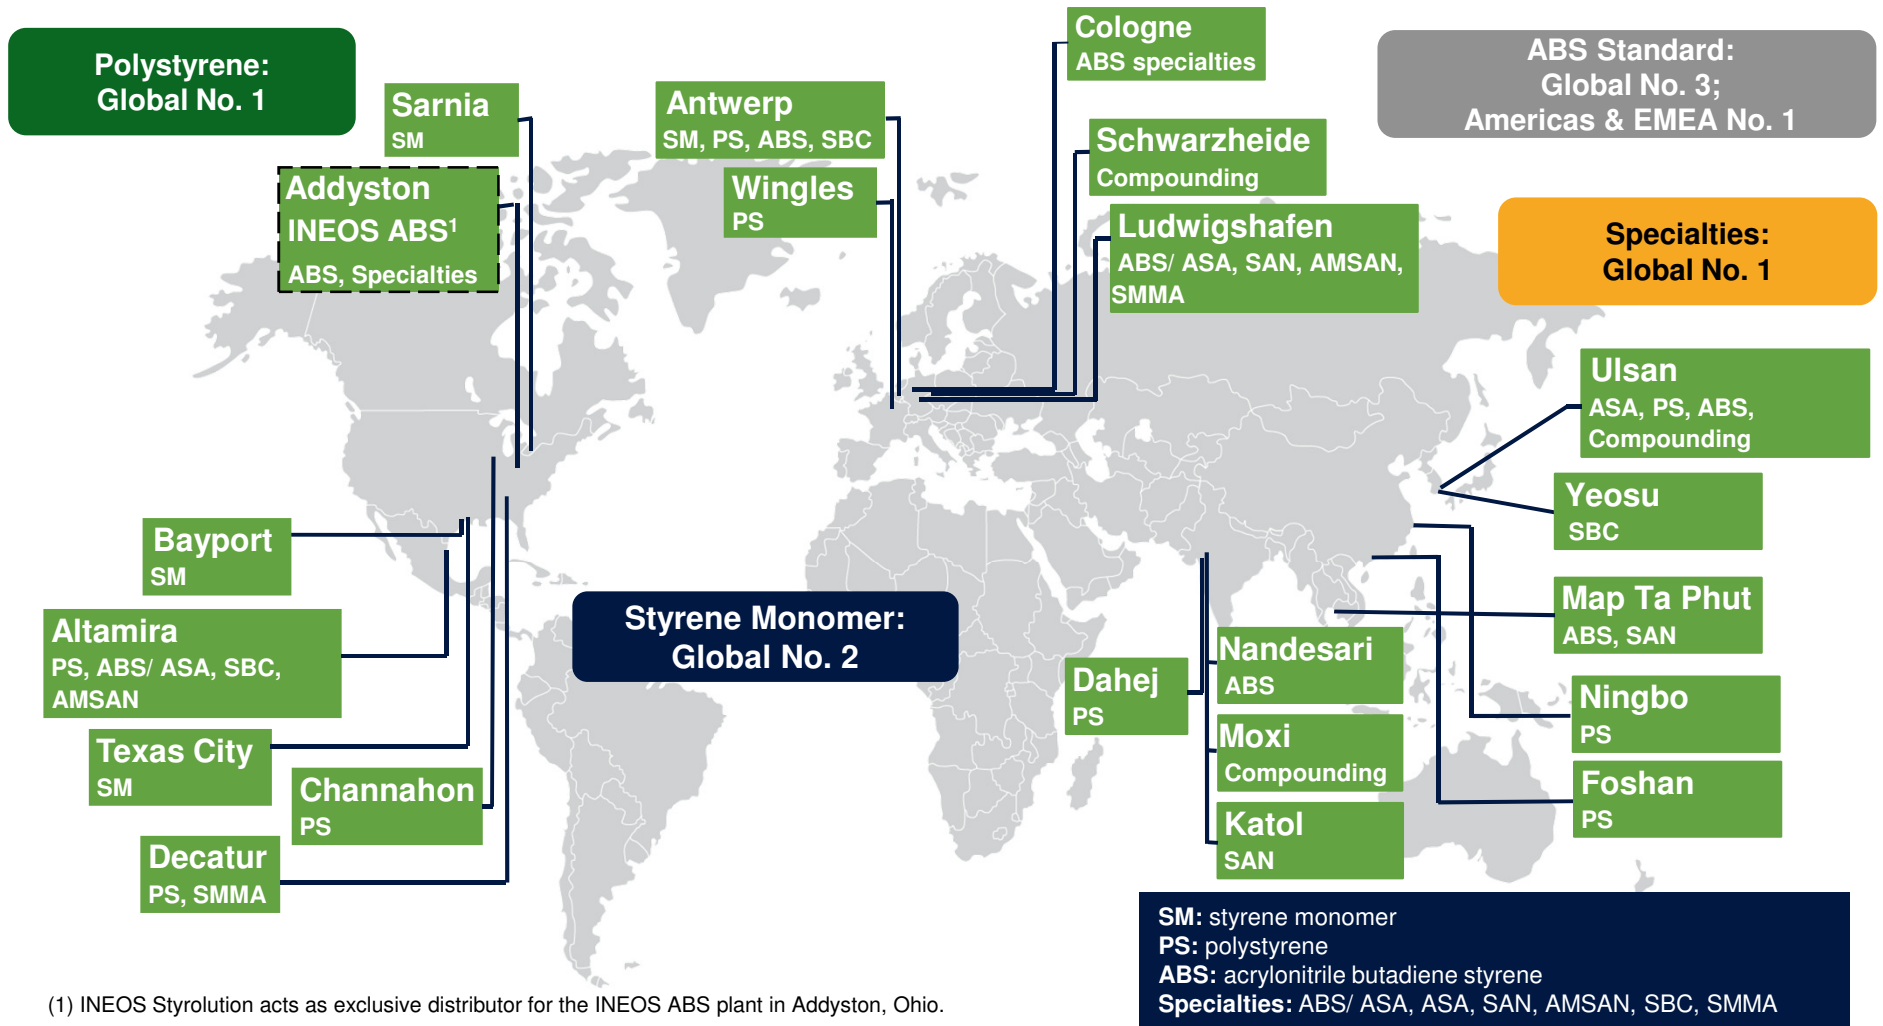 Polystyrene:
Global No. 1
Sarnia
SM
Addyston
INEOS ABS1
ABS, Specialties
Antwerp
SM, PS, ABS, SBC
Wingles
PS
Cologne
ABS specialties
Schwarzheide
Compounding
Ludwigshafen
ABS/ ASA, SAN, AMSAN,
SMMA
ABS Standard:
Global No. 3;
Americas & EMEA No. 1
Specialties:
Global No. 1
Ulsan
ASA, PS, ABS,
Compounding
Yeosu
SBC
Map Ta Phut
ABS, SAN
Ningbo
PS
Foshan
PS
Bayport
SM
Altamira
PS, ABS/ ASA, SBC,
AMSAN
Texas City
SM
Channahon
PS
Decatur
PS, SMMA
Styrene Monomer:
Global No. 2
Dahej
PS
Nandesari
ABS
Moxi
Compounding
Katol
SAN
SM: styrene monomer
PS: polystyrene
ABS: acrylonitrile butadiene styrene
Specialties: ABS/ ASA, ASA, SAN, AMSAN, SBC, SMMA
(1) INEOS Styrolution acts as exclusive distributor for the INEOS ABS plant in Addyston, Ohio.